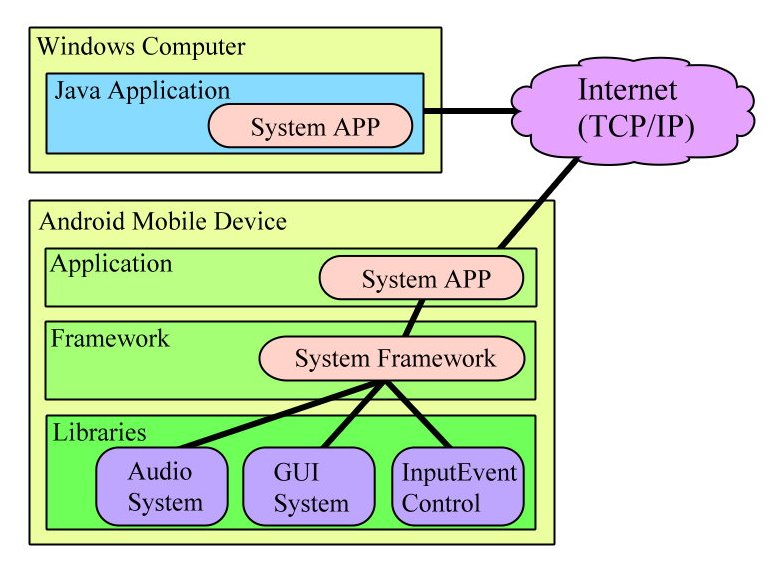 Windows Computer
Java Application
System APP
Internet
(TCP/IP)
Android Mobile Device
Application
System APP
Framework
System Framework
Libraries
Audio
System
GUI
System
InputEvent
Control